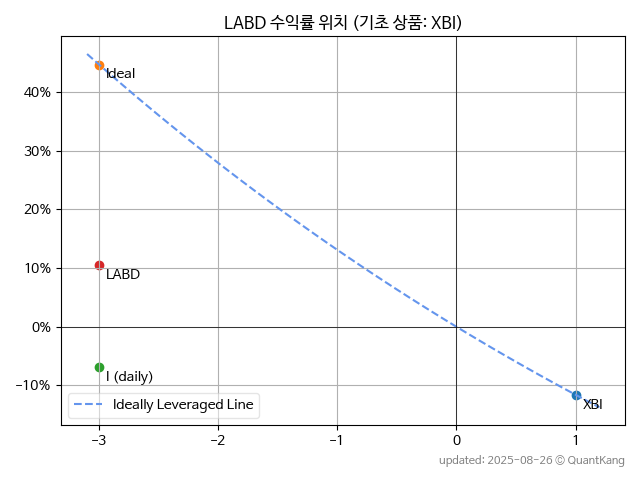 LABD 수익률 위치 (기초 상품: XBI)
40%
Ideal
30%
20%
10%
LABD
0%
I (daily)
−10%
XBI
Ideally Leveraged Line
−3
−2
−1
0
1
updated: 2025-08-26 © QuantKang